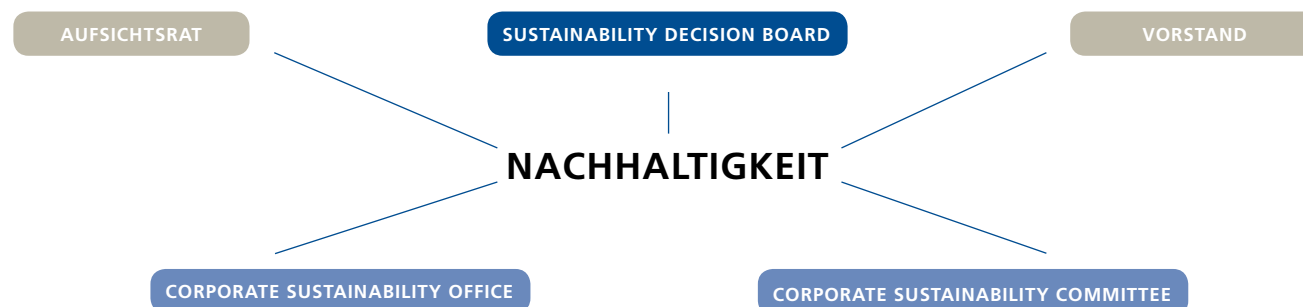 AUFSICHTSRAT
SUSTAINABILITY DECISION BOARD
VORSTAND
NACHHALTIGKEIT
CORPORATE SUSTAINABILITY OFFICE
CORPORATE SUSTAINABILITY COMMITTEE